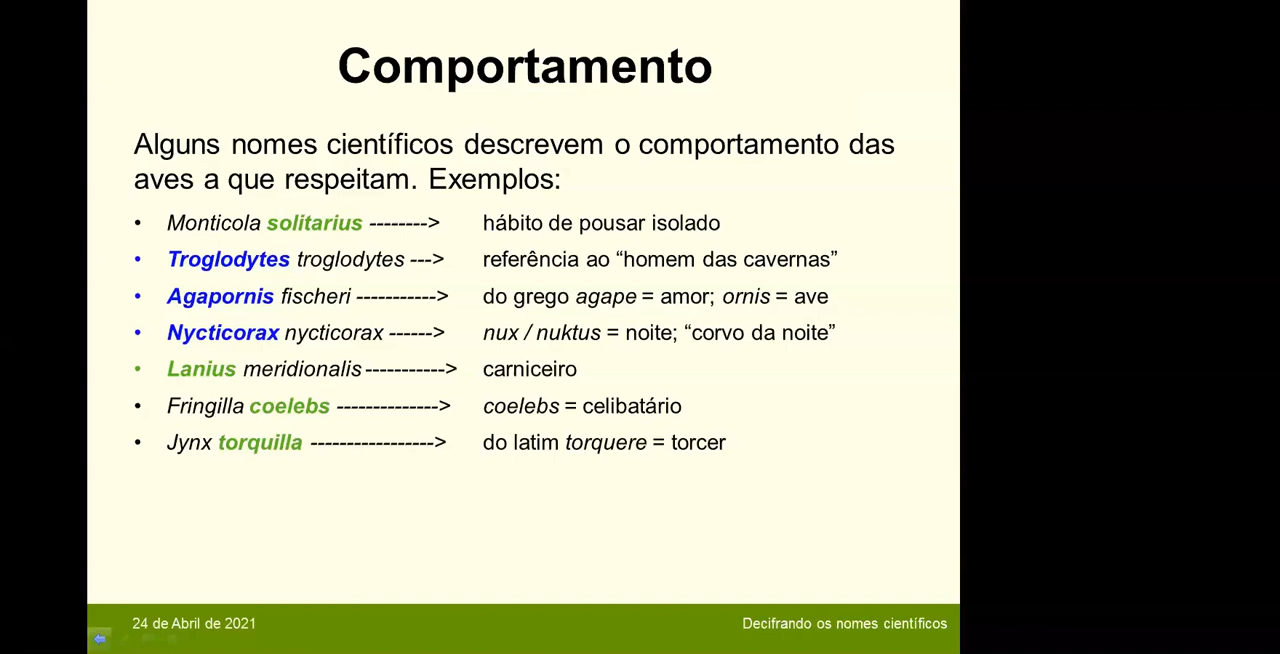 Comportamento
Alguns nomes científicos descrevem o comportamento das
aves a que respeitam. Exemplos:
• Monticola solitarius --------> hábito de pousar isolado
• Troglodytes troglodytes ---> referência ao “homem das cavernas”
• Agapornis fischeri -----------> do grego agape = amor; ornis = ave
• Nycticorax nycticorax ------> nux / nuktus = noite; “corvo da noite”
• Lanius meridionalis -----------> carniceiro
• Fringilla coelebs --------------> coelebs = celibatário
• Jynx torquilla -----------------> do latim torquere = torcer
24 de Abril de 2021 Decifrando os nomes científicos